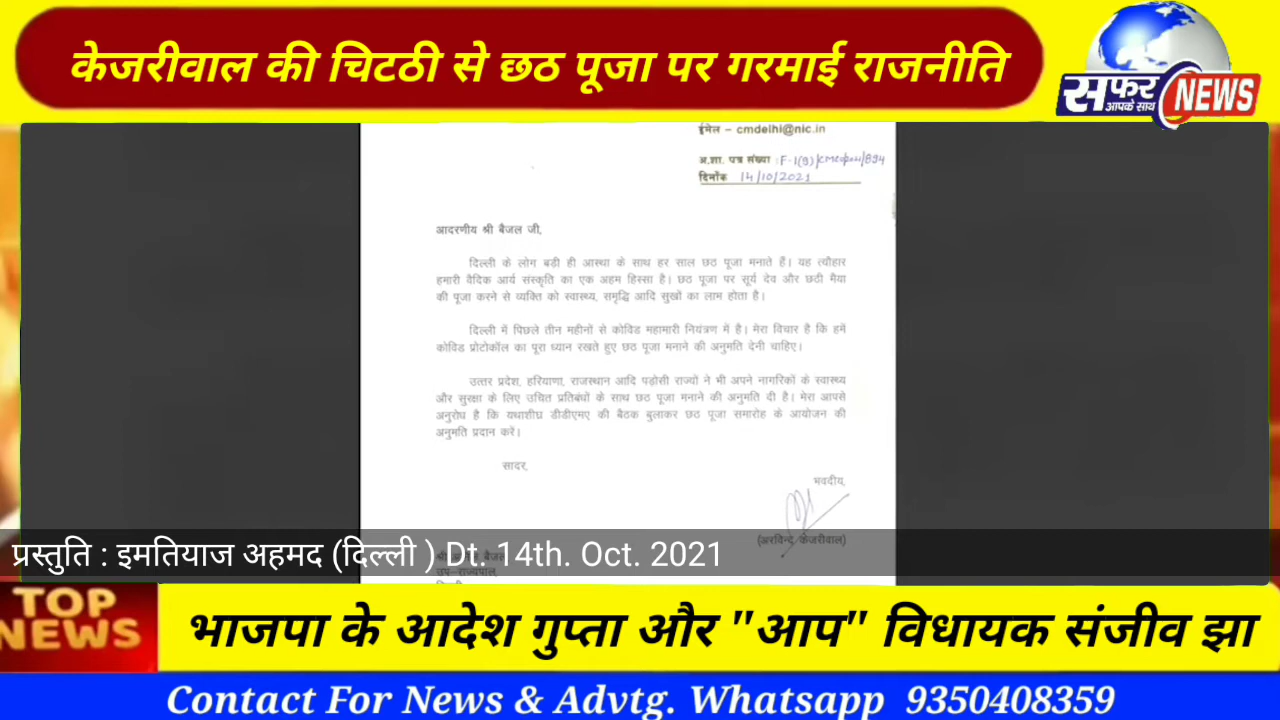 केजरीवाल की चिटठी से छठ पूजा पर गरमाई राजनीति
सफर
आपके साथ
NEWS
ईमेल – cmdelhi@nic.in
अ.शा. पत्र संख्या :
दिनाँक 14/10/2021
आदरणीय श्री बैजल जी,
दिल्ली के लोग बड़ी ही आस्था के साथ हर साल छठ पूजा मनाते हैं। यह त्यौहार
हमारी वैदिक आर्य संस्कृति का एक अहम हिस्सा है। छठ पूजा पर सूर्य देव और छठी मैया
की पूजा करने से व्यक्ति को स्वास्थ्य, समृद्धि आदि सुखों का लाभ होता है।
दिल्ली में पिछले तीन महीनों से कोविड महामारी नियंत्रण में है। मेरा विचार है कि हमें
कोविड प्रोटोकॉल का पूरा ध्यान रखते हुए छठ पूजा मनाने की अनुमति देनी चाहिए।
उत्तर प्रदेश, हरियाणा, राजस्थान आदि पड़ोसी राज्यों ने भी अपने नागरिकों के स्वास्थ्य
और सुरक्षा के लिए उचित प्रतिबंधों के साथ छठ पूजा मनाने की अनुमति दी है। मेरा आपसे
अनुरोध है कि यथाशीघ्र डीडीएमए की बैठक बुलाकर छठ पूजा समारोह के आयोजन की
अनुमति प्रदान करें।
सादर,
भवदीय,
(अरविन्द केजरीवाल)
श्री बैजल
उप-राज्यपाल,
प्रस्तुति : इमतियाज अहमद (दिल्ली ) Dt. 14th. Oct. 2021
TOP
NEWS
भाजपा के आदेश गुप्ता और "आप" विधायक संजीव झा
Contact For News & Advtg. Whatsapp 9350408359